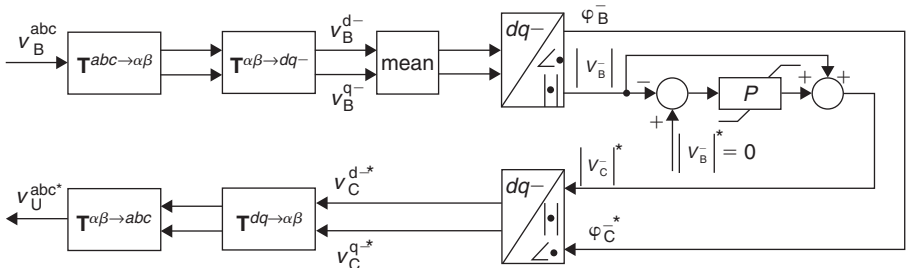 v_B^abc
T^abc→αβ
T^αβ→dq−
v_B^d−
v_B^q−
mean
dq−
∠•
|•|
φ_B^−
|v_B^−|
−
+
|v_B^−|^* = 0
P
+
+
v_U^abc*
T^αβ→abc
T^dq→αβ
v_C^d−*
v_C^q−*
dq−
|•|
∠•
|v_C^−|^*
φ_C^−*